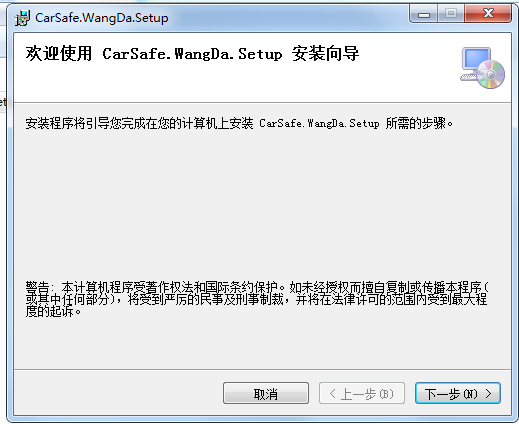 CarSafe.WangDa.Setup
欢迎使用 CarSafe.WangDa.Setup 安装向导
安装程序将引导您完成在您的计算机上安装 CarSafe.WangDa.Setup 所需的步骤。
警告: 本计算机程序受著作权法和国际条约保护。如未经授权而擅自复制或传播本程序(
或其中任何部分),将受到严厉的民事及刑事制裁,并将在法律许可的范围内受到最大程
度的起诉。
取消
< 上一步(B)
下一步(N) >